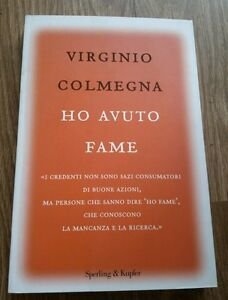 VIRGINIO
COLMEGNA
HO AVUTO
FAME
«I CREDENTI NON SONO SAZI CONSUMATORI
DI BUONE AZIONI,
MA PERSONE CHE SANNO DIRE "HO FAME",
CHE CONOSCONO
LA MANCANZA E LA RICERCA.»
Sperling & Kupfer